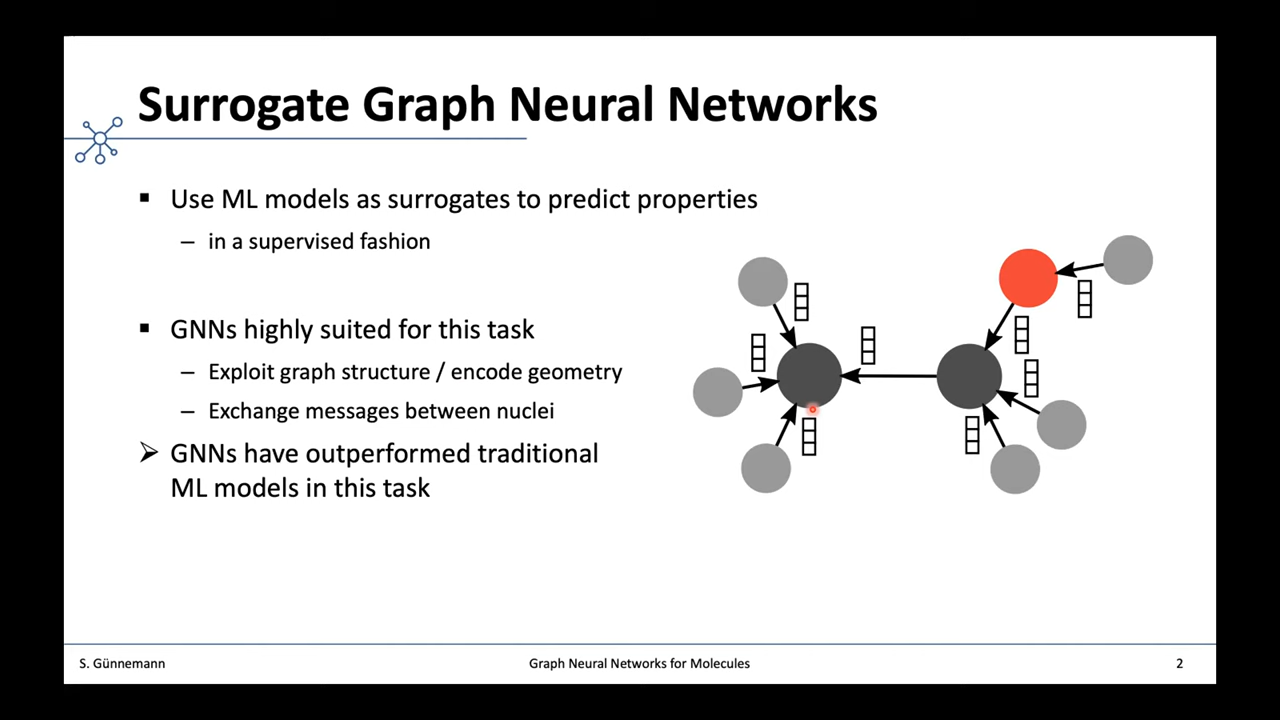 Surrogate Graph Neural Networks
▪ Use ML models as surrogates to predict properties
– in a supervised fashion
▪ GNNs highly suited for this task
– Exploit graph structure / encode geometry
– Exchange messages between nuclei
➢ GNNs have outperformed traditional
ML models in this task
S. Günnemann
Graph Neural Networks for Molecules
2